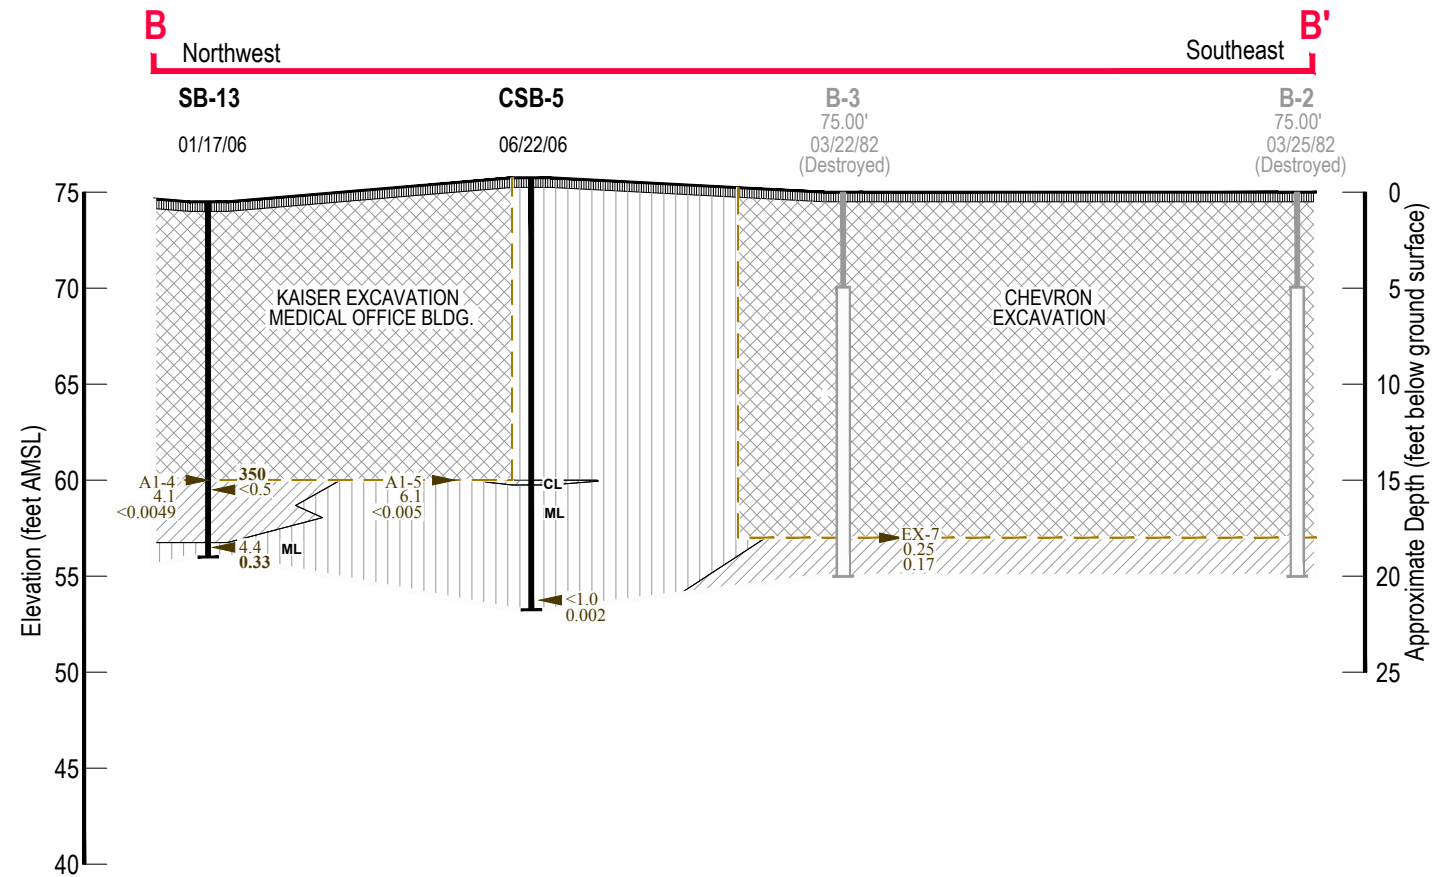 B
B'
Northwest
Southeast
SB-13
CSB-5
B-3
B-2
75.00'
75.00'
01/17/06
06/22/06
03/22/82
03/25/82
(Destroyed)
(Destroyed)
75
0
70
5
KAISER EXCAVATION
MEDICAL OFFICE BLDG.
CHEVRON
EXCAVATION
65
10
60
15
A1-4
4.1
<0.0049
350
<0.5
A1-5
6.1
<0.005
CL
ML
4.4
0.33
ML
EX-7
0.25
0.17
55
20
<1.0
0.002
50
25
45
40
Elevation (feet AMSL)
Approximate Depth (feet below ground surface)